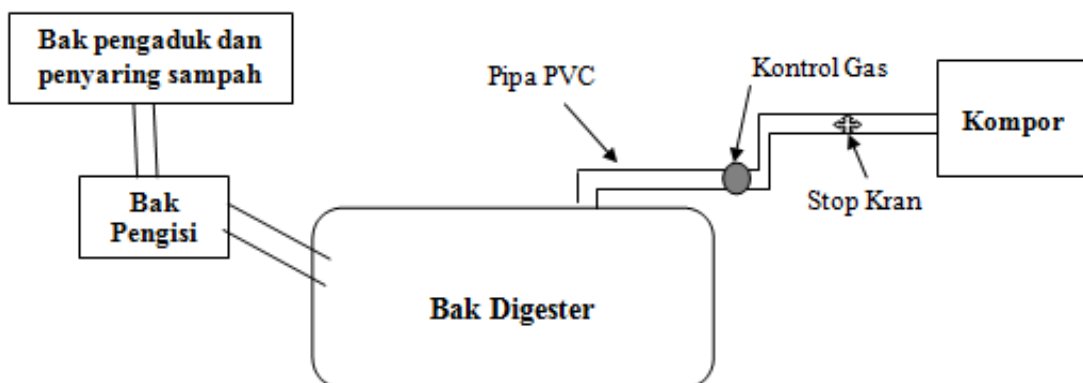 Bak pengaduk dan
penyaring sampah
Pipa PVC
Kontrol Gas
Kompor
Bak
Pengisi
Stop Kran
Bak Digester